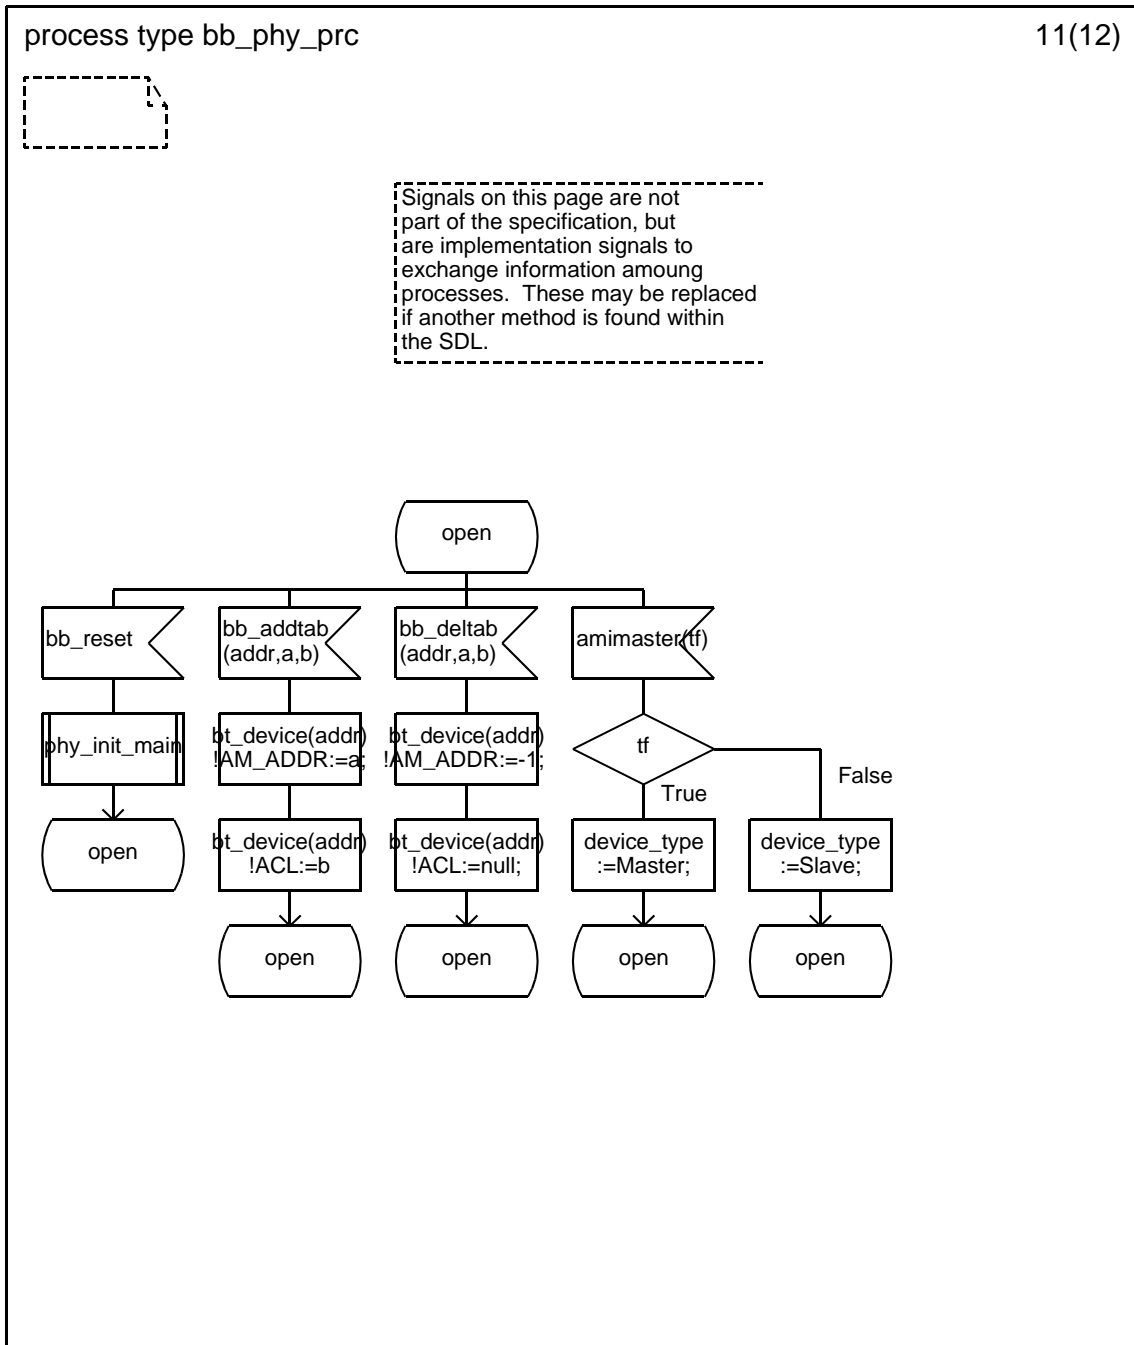 process type bb_phy_prc
11(12)
Signals on this page are not
part of the specification, but
are implementation signals to
exchange information amoung
processes.  These may be replaced
if another method is found within
the SDL.
open
bb_reset
bb_addtab
(addr,a,b)
bb_deltab
(addr,a,b)
amimaster(tf)
phy_init_main
bt_device(addr)
!AM_ADDR:=a;
bt_device(addr)
!AM_ADDR:=-1;
tf
True
False
open
bt_device(addr)
!ACL:=b
bt_device(addr)
!ACL:=null;
device_type
:=Master;
device_type
:=Slave;
open
open
open
open